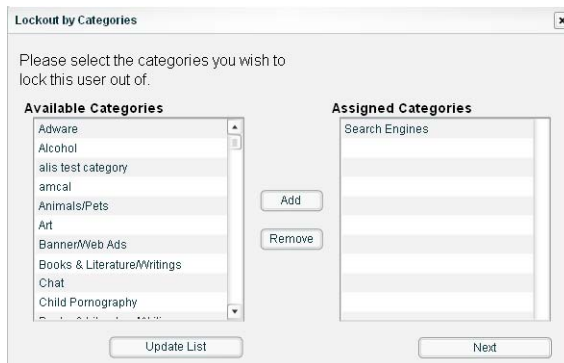 Lockout by Categories
Please select the categories you wish to
lock this user out of.
Available Categories
Adware
Alcohol
alis test category
amcal
Animals/Pets
Art
Banner/Web Ads
Books & Literature/Writings
Chat
Child Pornography
Add
Remove
Assigned Categories
Search Engines
Update List
Next